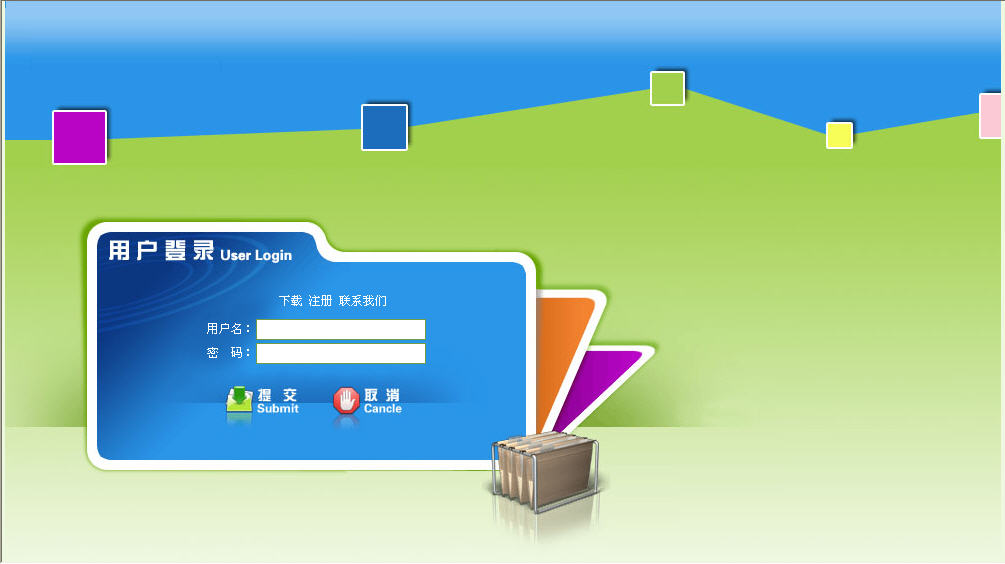 用户登录 User Login
下载 注册 联系我们
用户名：
密 码：
提 交 取 消
Submit Cancle